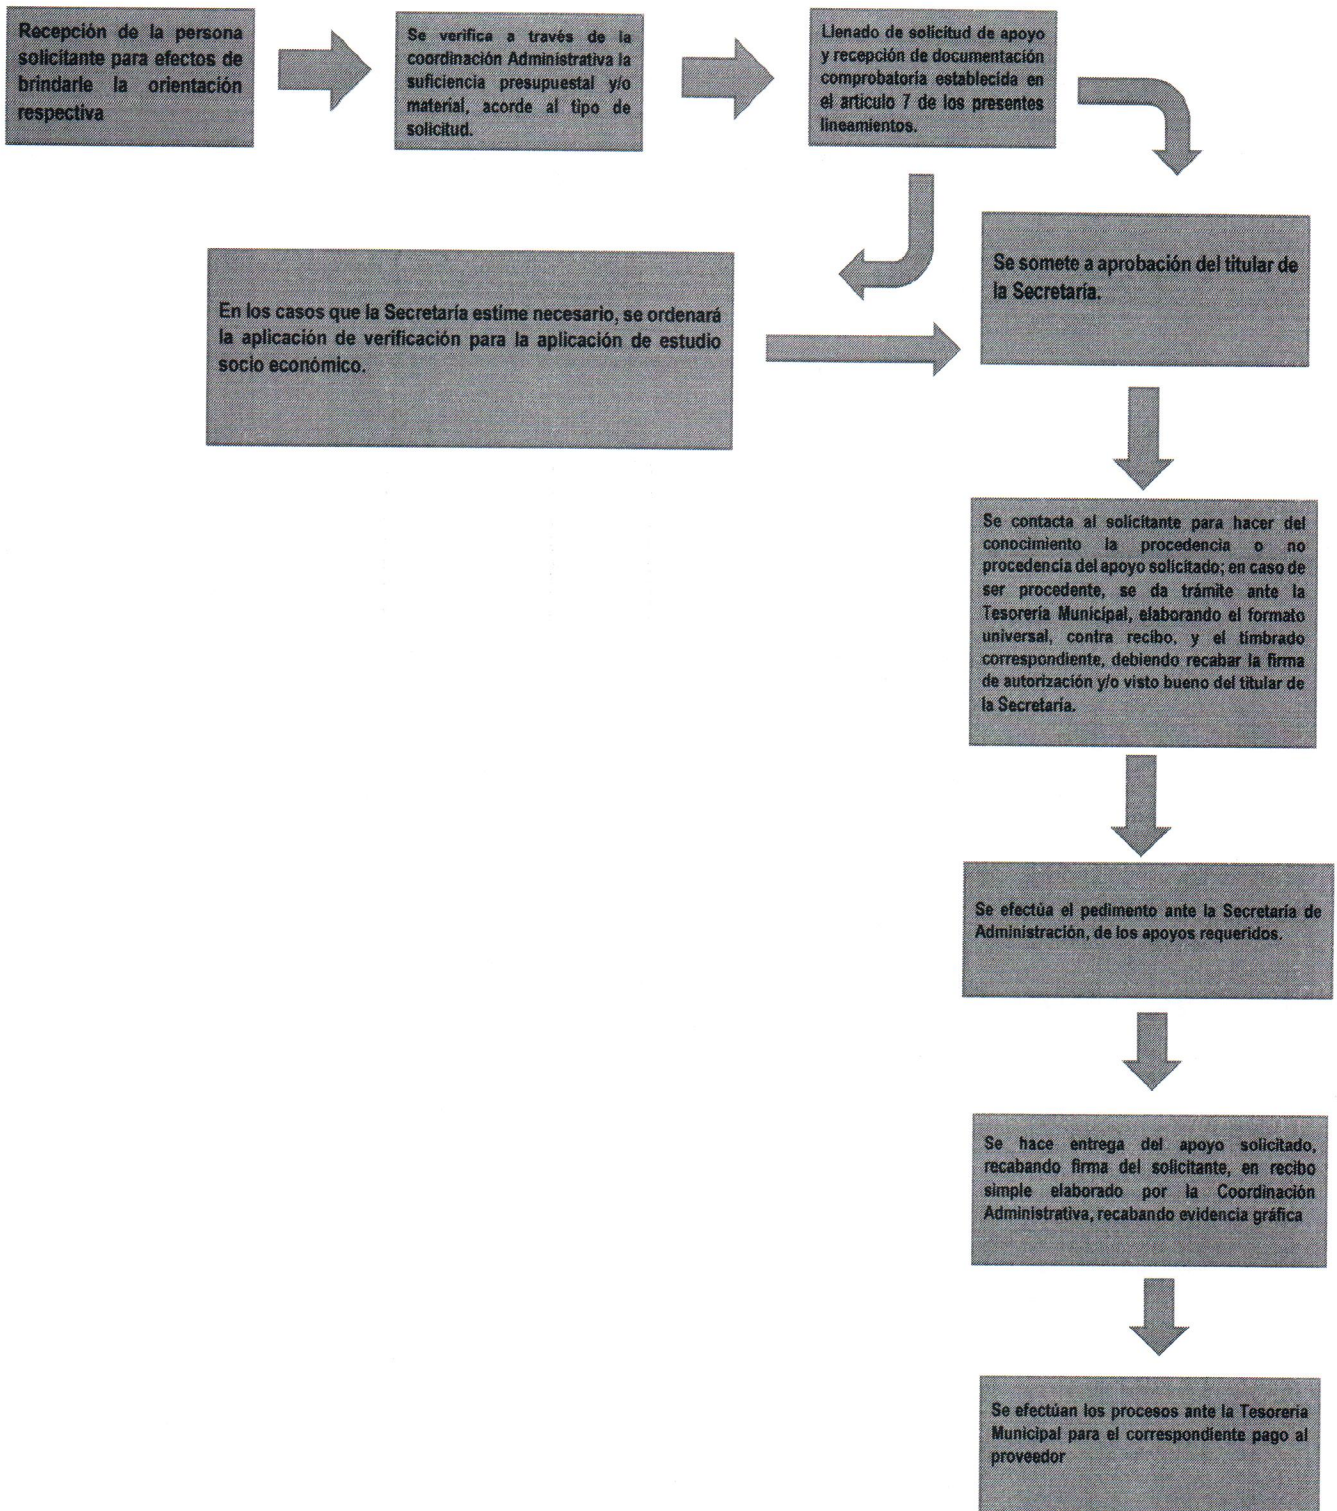 Recepción de la persona
solicitante para efectos de
brindarle la orientación
respectiva
Se verifica a través de la
coordinación Administrativa la
suficiencia presupuestal y/o
material, acorde al tipo de
solicitud.
Llenado de solicitud de apoyo
y recepción de documentación
comprobatoria establecida en
el artículo 7 de los presentes
lineamientos.
En los casos que la Secretaría estime necesario, se ordenará
la aplicación de verificación para la aplicación de estudio
socio económico.
Se somete a aprobación del titular de
la Secretaría.
Se contacta al solicitante para hacer del
conocimiento la procedencia o no
procedencia del apoyo solicitado; en caso de
ser procedente, se da trámite ante la
Tesorería Municipal, elaborando el formato
universal, contra recibo, y el timbrado
correspondiente, debiendo recabar la firma
de autorización y/o visto bueno del titular de
la Secretaría.
Se efectúa el pedimento ante la Secretaría de
Administración, de los apoyos requeridos.
Se hace entrega del apoyo solicitado,
recabando firma del solicitante, en recibo
simple elaborado por la Coordinación
Administrativa, recabando evidencia gráfica
Se efectúan los procesos ante la Tesorería
Municipal para el correspondiente pago al
proveedor